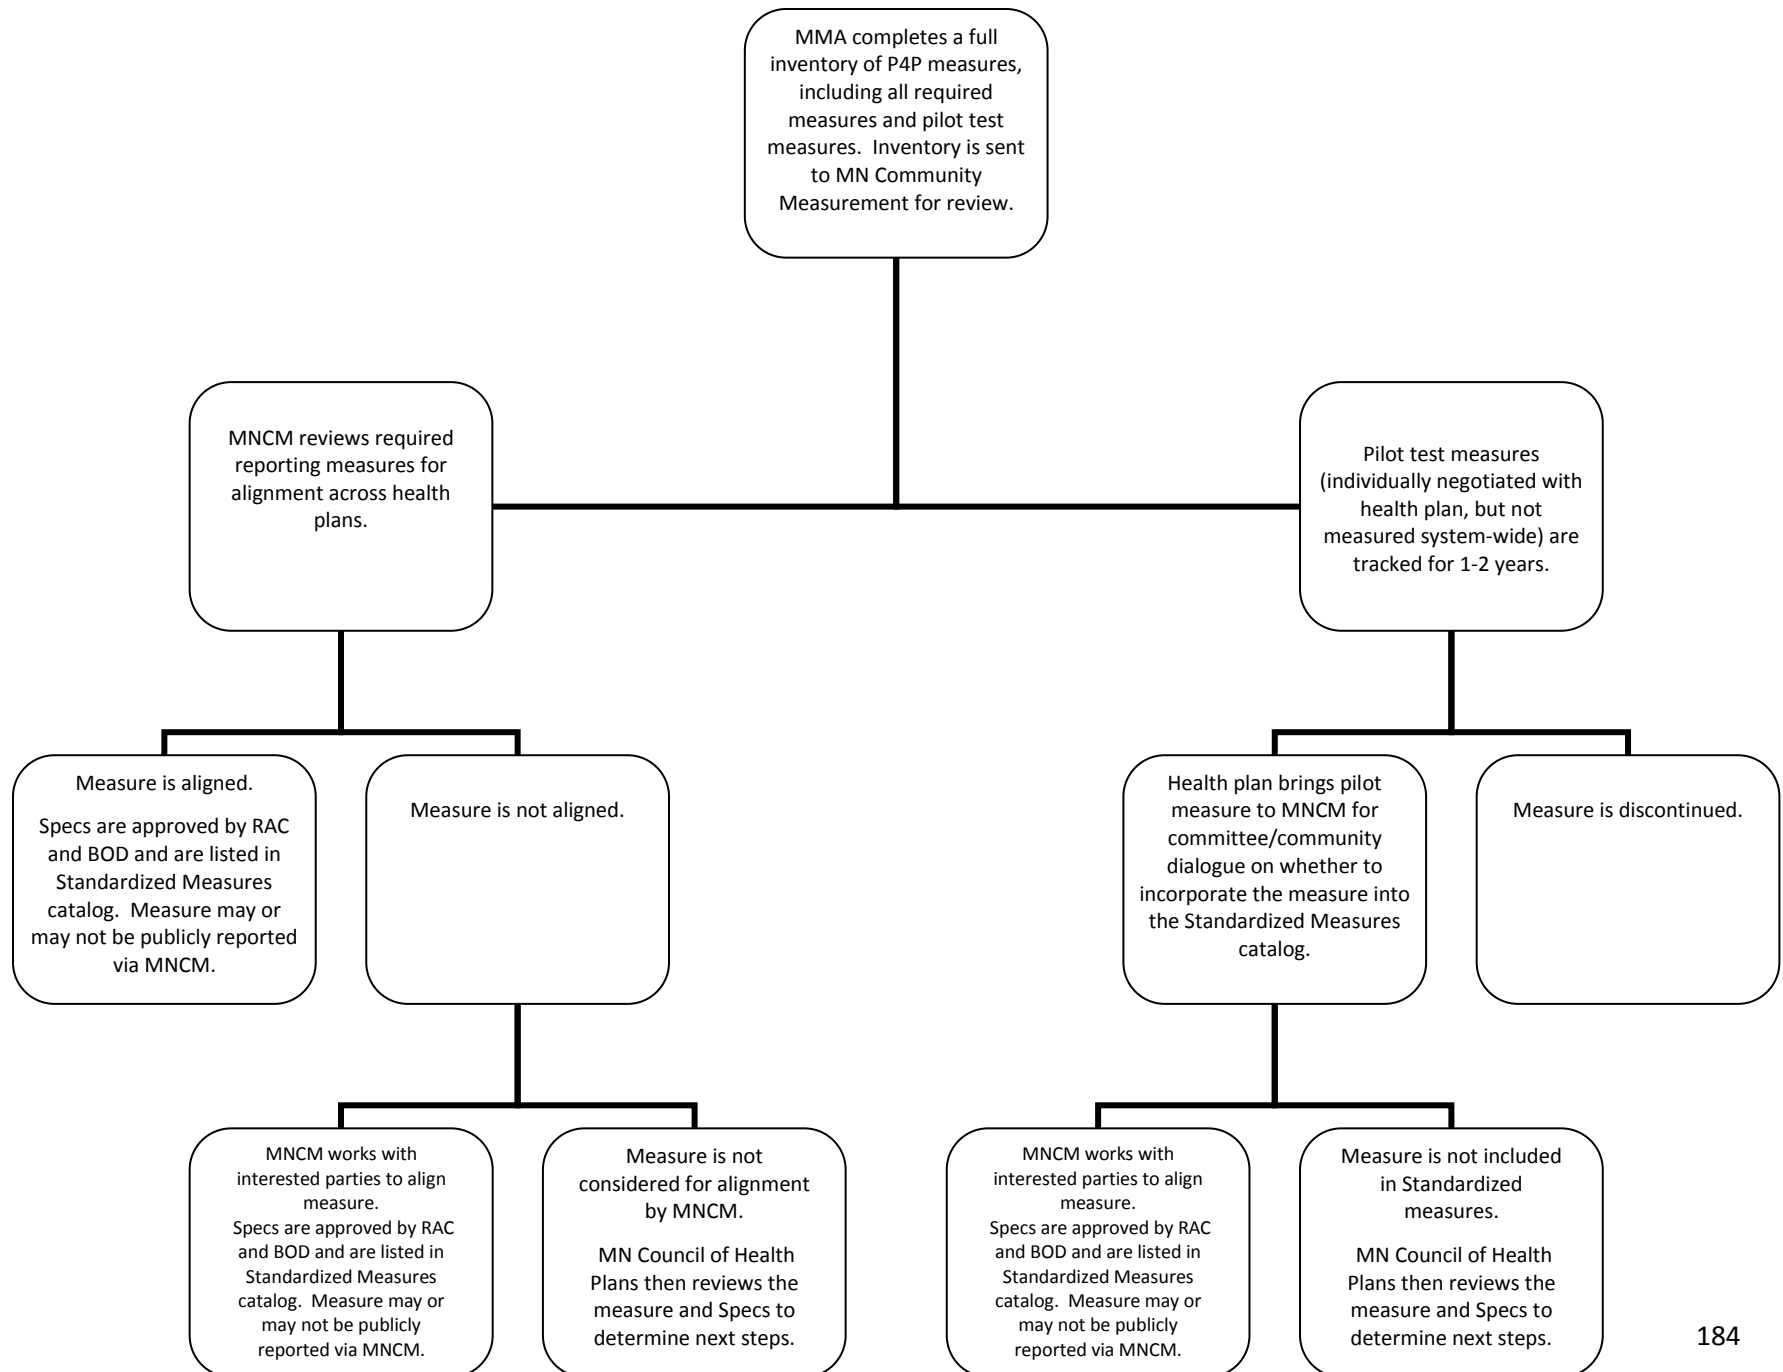 MMA completes a full
inventory of P4P measures,
including all required
measures and pilot test
measures.  Inventory is sent
to MN Community
Measurement for review.
MNCM reviews required
reporting measures for
alignment across health
plans.
Pilot test measures
(individually negotiated with
health plan, but not
measured system-wide) are
tracked for 1-2 years.
Measure is aligned.
Specs are approved by RAC
and BOD and are listed in
Standardized Measures
catalog.  Measure may or
may not be publicly reported
via MNCM.
Measure is not aligned.
Health plan brings pilot
measure to MNCM for
committee/community
dialogue on whether to
incorporate the measure into
the Standardized Measures
catalog.
Measure is discontinued.
MNCM works with
interested parties to align
measure.
Specs are approved by RAC
and BOD and are listed in
Standardized Measures
catalog.  Measure may or
may not be publicly
reported via MNCM.
Measure is not
considered for alignment
by MNCM.
MN Council of Health
Plans then reviews the
measure and Specs to
determine next steps.
MNCM works with
interested parties to align
measure.
Specs are approved by RAC
and BOD and are listed in
Standardized Measures
catalog.  Measure may or
may not be publicly
reported via MNCM.
Measure is not included
in Standardized
measures.
MN Council of Health
Plans then reviews the
measure and Specs to
determine next steps.
184